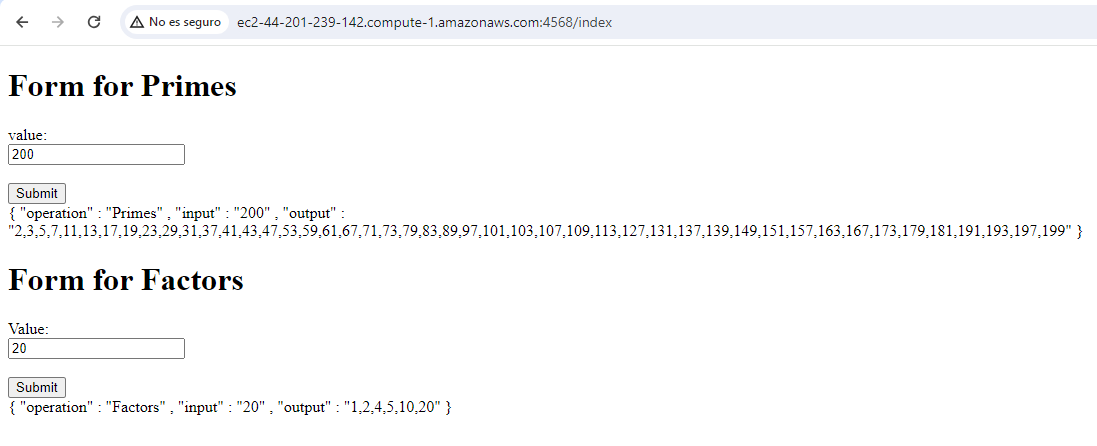 No es seguro ec2-44-201-239-142.compute-1.amazonaws.com:4568/index
Form for Primes
value:
200
Submit
{ "operation" : "Primes" , "input" : "200" , "output" :
"2,3,5,7,11,13,17,19,23,29,31,37,41,43,47,53,59,61,67,71,73,79,83,89,97,101,103,107,109,113,127,131,137,139,149,151,157,163,167,173,179,181,191,193,197,199" }
Form for Factors
Value:
20
Submit
{ "operation" : "Factors" , "input" : "20" , "output" : "1,2,4,5,10,20" }